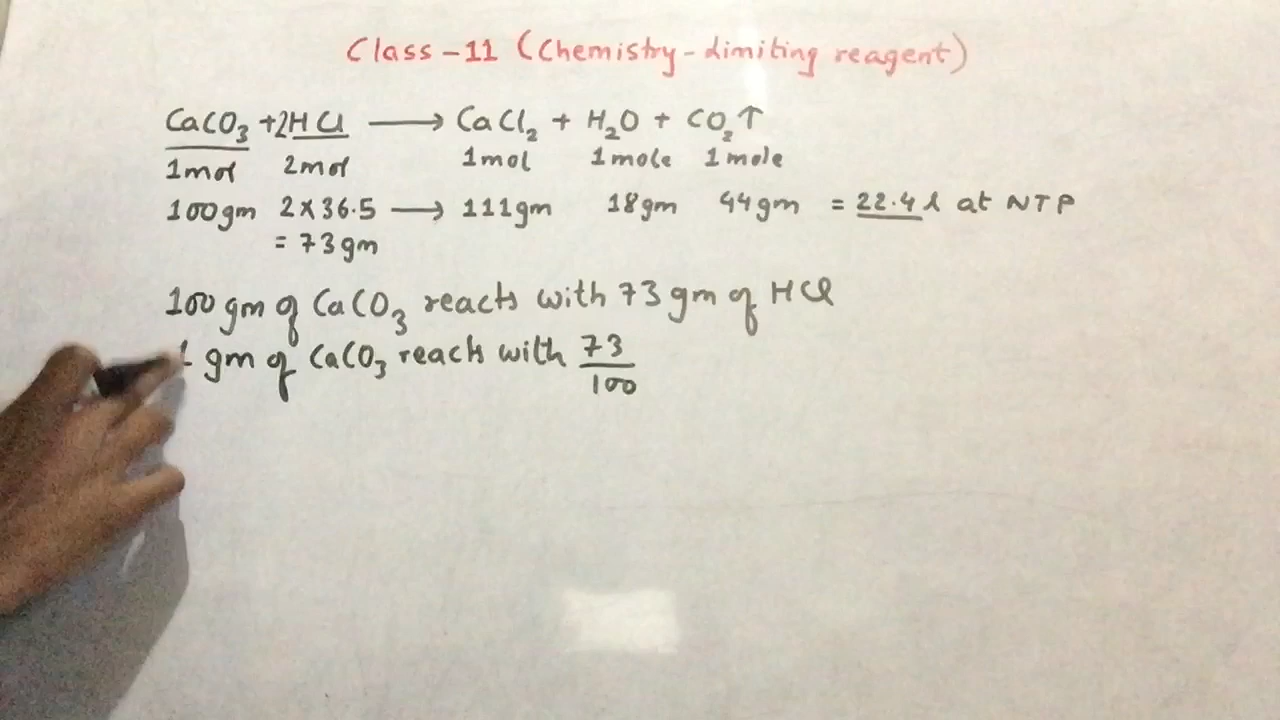 Class-11 (Chemistry-Limiting reagent)
CaCO₃ + 2HCl ⟶ CaCl₂ + H₂O + CO₂↑
1mol 2mol 1mol 1mole 1mole
100gm 2×36.5 ⟶ 111gm 18gm 44gm = 22.4 l at NTP
= 73gm
100 gm of CaCO₃ reacts with 73 gm of HCl
1 gm of CaCO₃ reacts with 73/100